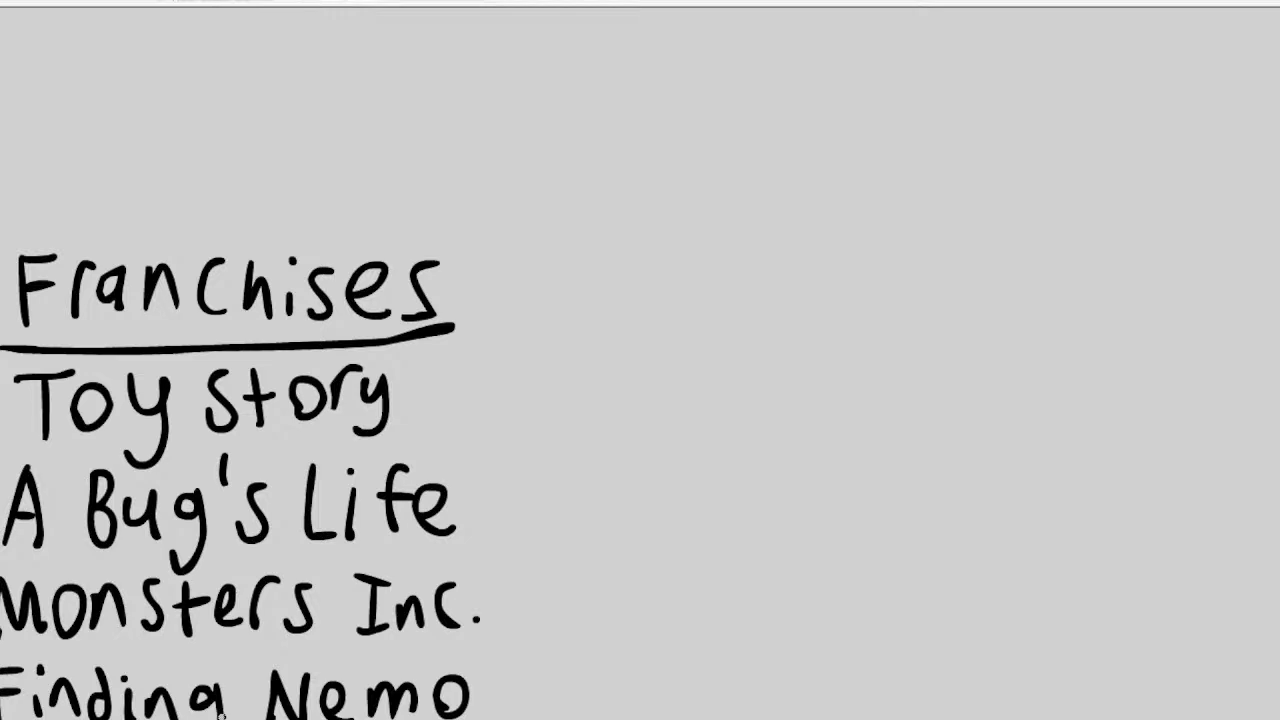 Franchises
Toy Story
A Bug's Life
Monsters Inc.
Finding Nemo